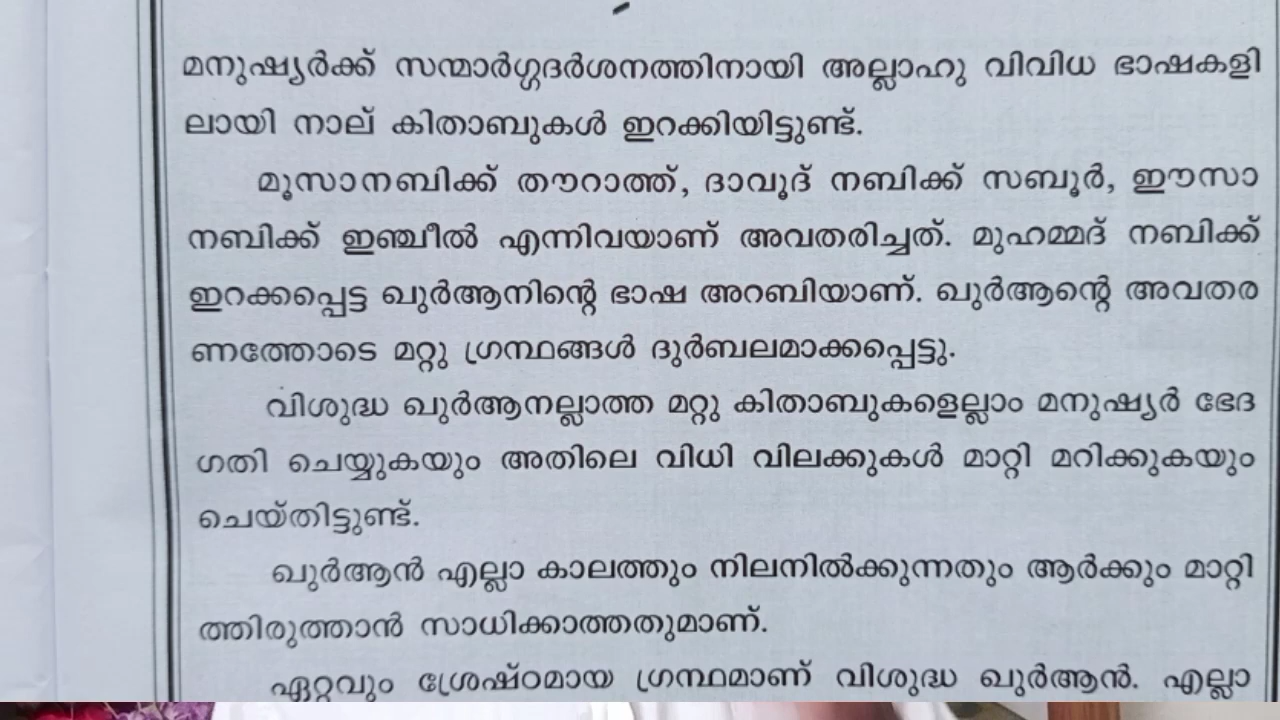 മനുഷ്യർക്ക് സന്മാർഗ്ഗദർശനത്തിനായി അല്ലാഹു വിവിധ ഭാഷകളി
ലായി നാല് കിതാബുകൾ ഇറക്കിയിട്ടുണ്ട്.
മൂസാനബിക്ക് തൗറാത്ത്, ദാവൂദ് നബിക്ക് സബൂർ, ഈസാ
നബിക്ക് ഇഞ്ചീൽ എന്നിവയാണ് അവതരിച്ചത്. മുഹമ്മദ് നബിക്ക്
ഇറക്കപ്പെട്ട ഖുർആനിന്റെ ഭാഷ അറബിയാണ്. ഖുർആന്റെ അവതര
ണത്തോടെ മറ്റു ഗ്രന്ഥങ്ങൾ ദുർബലമാക്കപ്പെട്ടു.
വിശുദ്ധ ഖുർആനല്ലാത്ത മറ്റു കിതാബുകളെല്ലാം മനുഷ്യർ ഭേദ
ഗതി ചെയ്യുകയും അതിലെ വിധി വിലക്കുകൾ മാറ്റി മറിക്കുകയും
ചെയ്തിട്ടുണ്ട്.
ഖുർആൻ എല്ലാ കാലത്തും നിലനിൽക്കുന്നതും ആർക്കും മാറ്റി
ത്തിരുത്താൻ സാധിക്കാത്തതുമാണ്.
ഏറ്റവും ശ്രേഷ്ഠമായ ഗ്രന്ഥമാണ് വിശുദ്ധ ഖുർആൻ. എല്ലാ